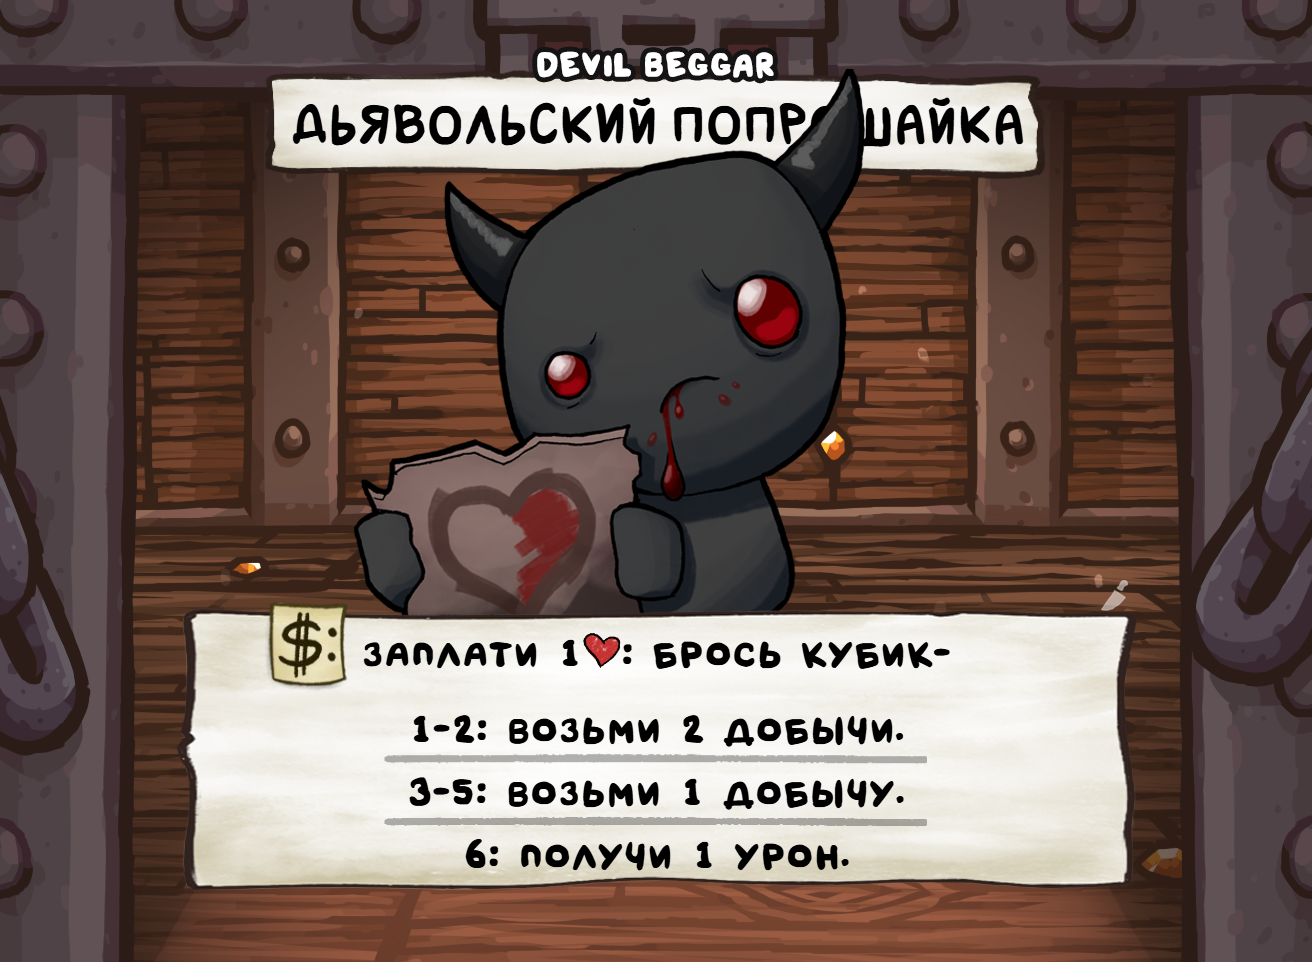 DEVIL BEGGAR
ДЬЯВОЛЬСКИЙ ПОПРОШАЙКА
$: ЗАПЛАТИ 1❤: БРОСЬ КУБИК-
1-2: ВОЗЬМИ 2 ДОБЫЧИ.
3-5: ВОЗЬМИ 1 ДОБЫЧУ.
6: ПОЛУЧИ 1 УРОН.